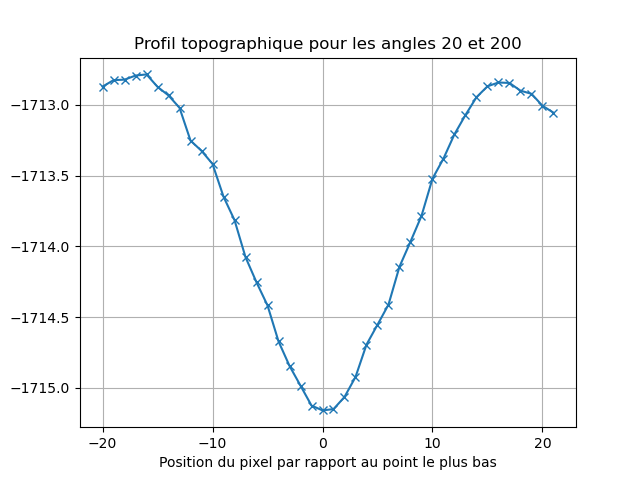 Profil topographique pour les angles 20 et 200
−1713.0
−1713.5
−1714.0
−1714.5
−1715.0
−20 −10 0 10 20
Position du pixel par rapport au point le plus bas